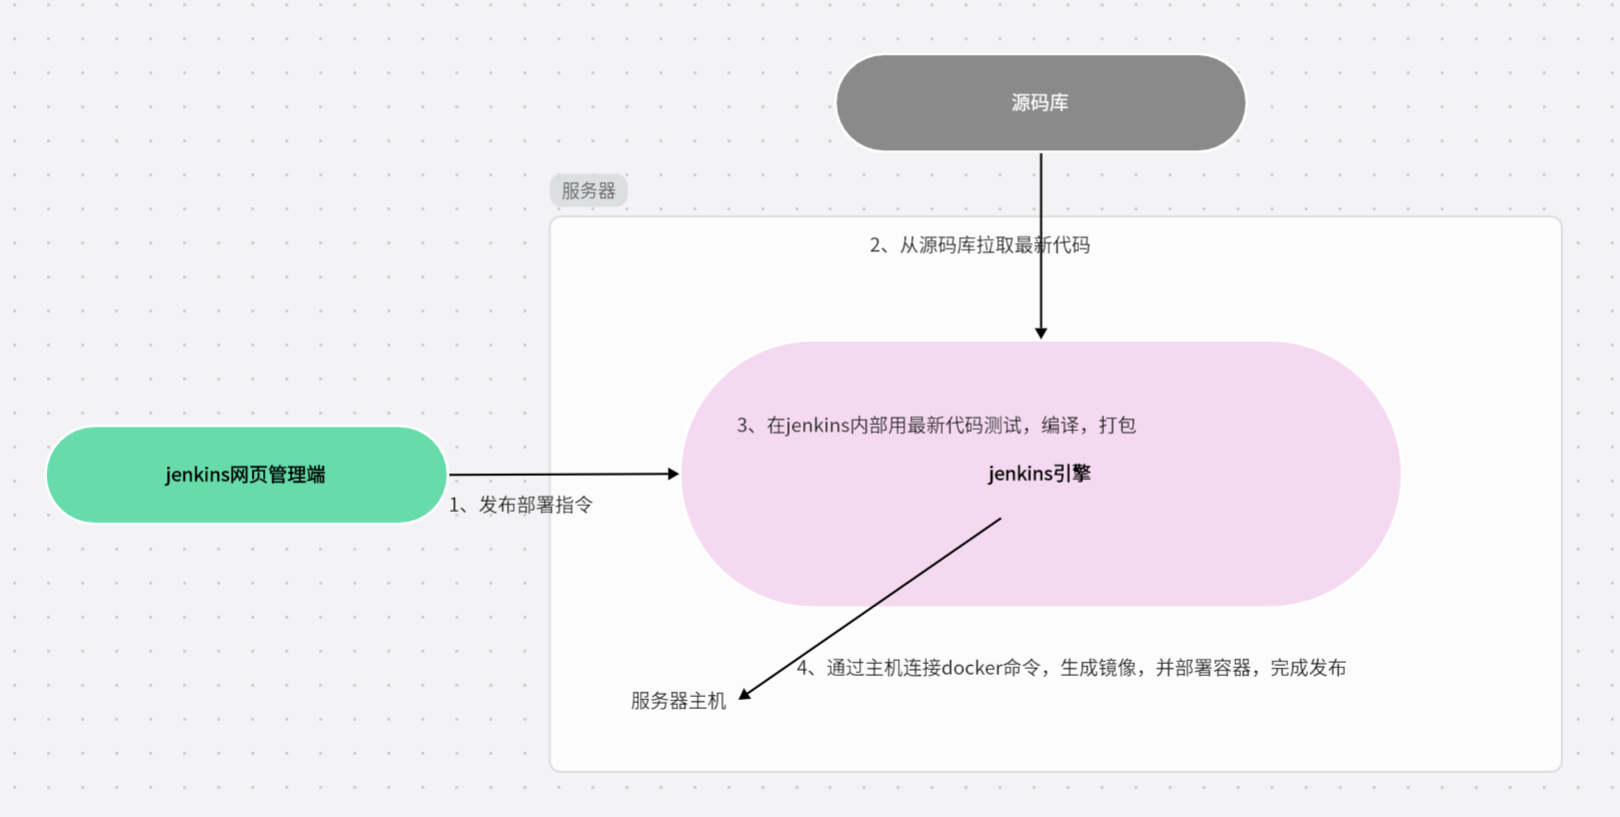 源码库
服务器
2、从源码库拉取最新代码
3、在jenkins内部用最新代码测试，编译，打包
jenkins网页管理端
jenkins引擎
1、发布部署指令
4、通过主机连接docker命令，生成镜像，并部署容器，完成发布
服务器主机